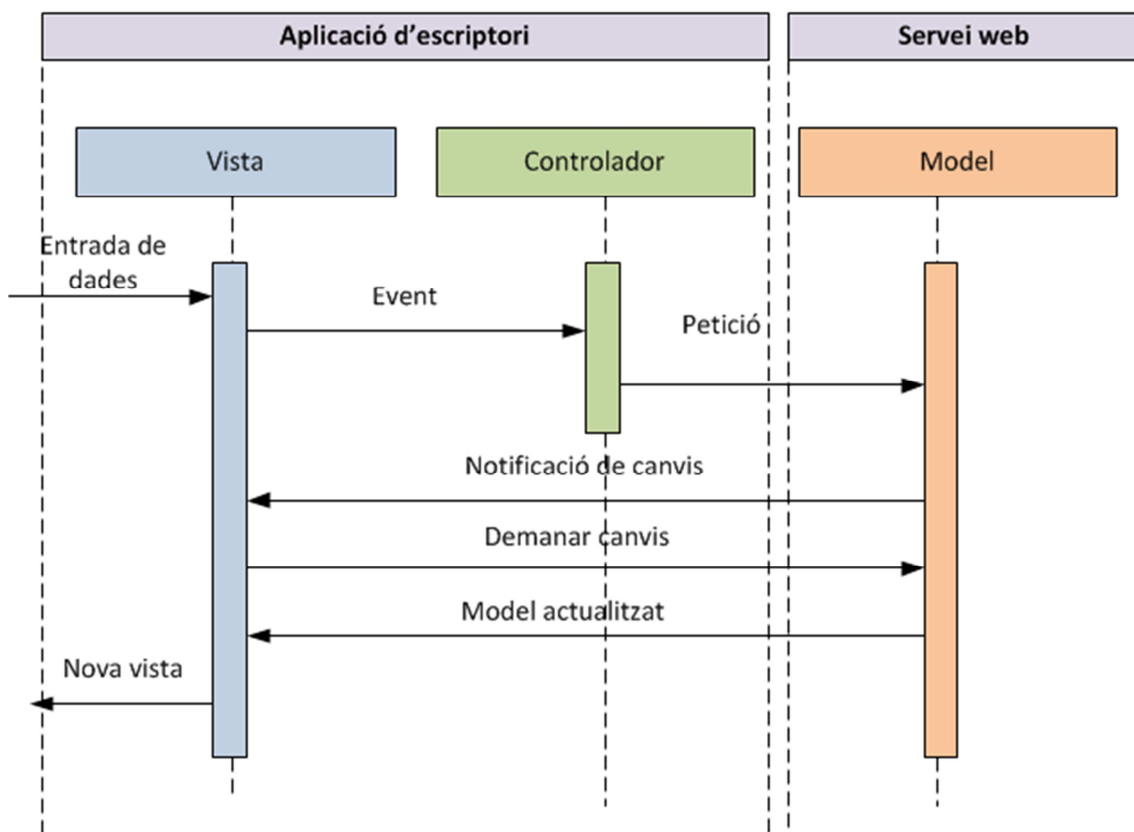 Aplicació d’escriptori
Servei web
Vista
Controlador
Model
Entrada de
dades
Event
Petició
Notificació de canvis
Demanar canvis
Model actualitzat
Nova vista